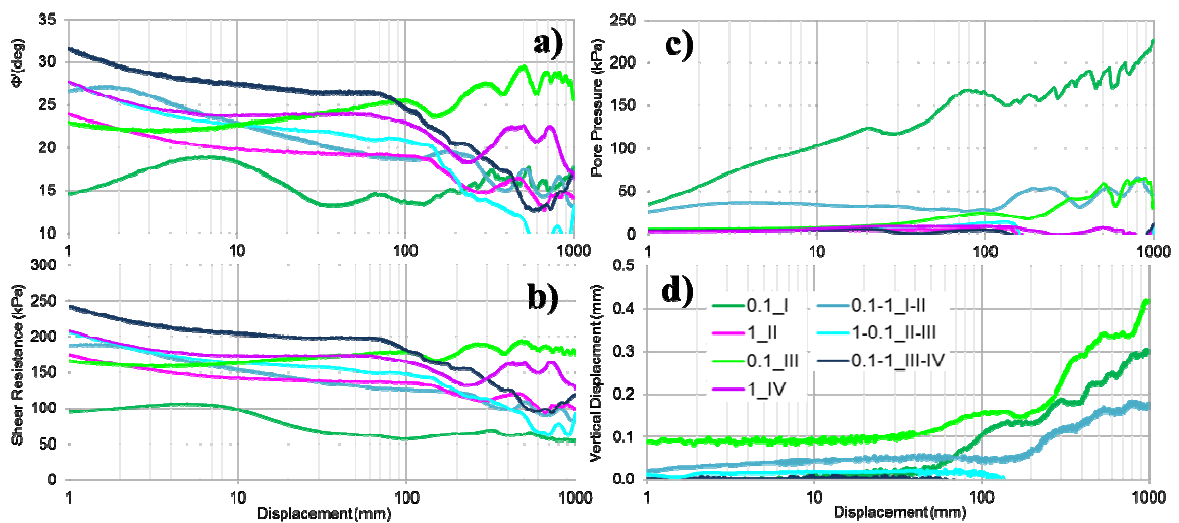 35
30
25
20
15
10
Φ'(deg)
a)
1
10
100
1000
250
200
150
100
50
0
Pore Pressure (kPa)
c)
1
10
100
1000
300
250
200
150
100
50
0
Sheer Resistance (kPa)
b)
1
10
100
1000
Displacement (mm)
0.5
0.4
0.3
0.2
0.1
0.0
Vertical Displacment (mm)
d)
0.1_I
0.1-1_I-II
1_II
1-0.1_II-III
0.1_III
0.1-1_III-IV
1_IV
1
10
100
1000
Displacement (mm)